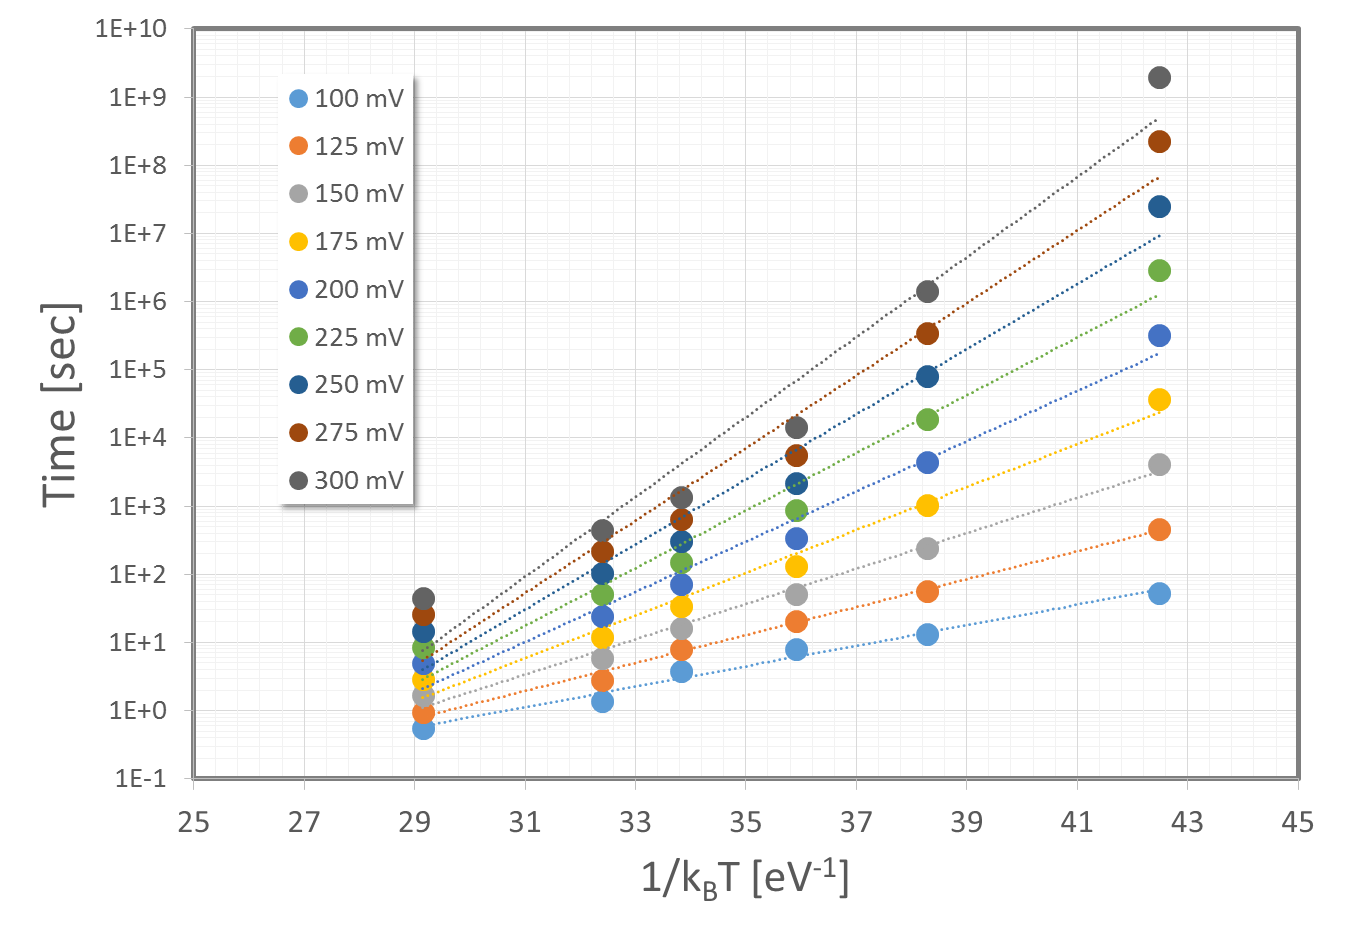 1E+10
1E+9
1E+8
1E+7
1E+6
1E+5
1E+4
1E+3
1E+2
1E+1
1E+0
1E-1
Time [sec]
100 mV
125 mV
150 mV
175 mV
200 mV
225 mV
250 mV
275 mV
300 mV
25 27 29 31 33 35 37 39 41 43 45
1/kBT [eV-1]